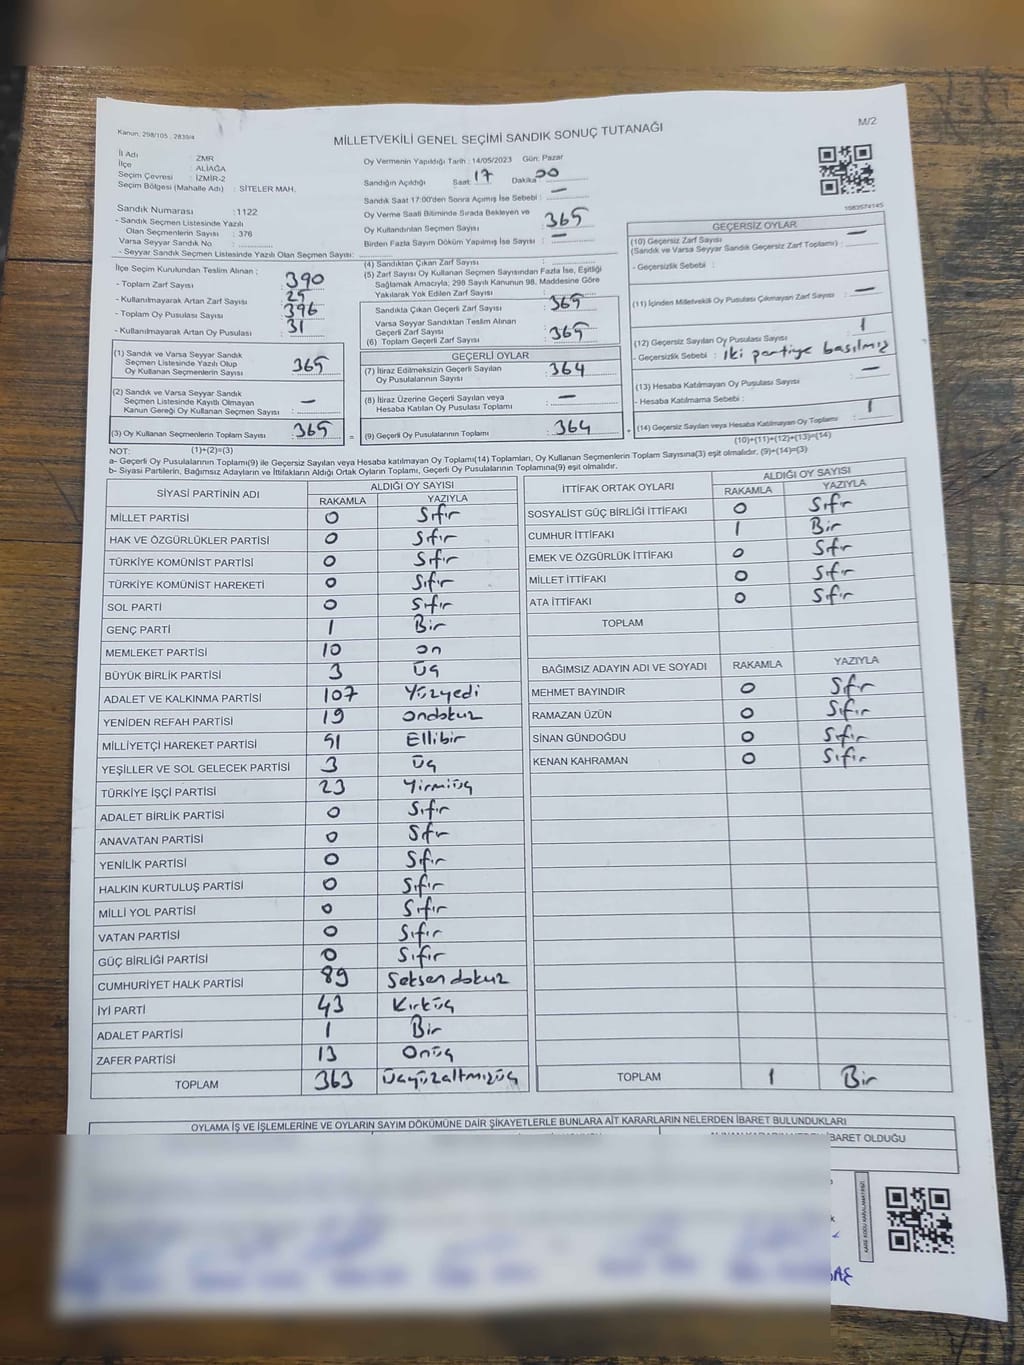 Kanun: 298/105 , 2839/4
MİLLETVEKİLİ GENEL SEÇİMİ SANDIK SONUÇ TUTANAĞI
M/2
İl Adı : ZMR
İlçe : ALİAĞA
Seçim Çevresi : İZMİR-2
Seçim Bölgesi (Mahalle Adı) : SİTELER MAH.
Sandık Numarası : 1122
- Sandık Seçmen Listesinde Yazılı
Olan Seçmenlerin Sayısı : 376
Varsa Seyyar Sandık No :
- Seyyar Sandık Seçmen Listesinde Yazılı Olan Seçmen Sayısı:
Oy Vermenin Yapıldığı Tarih : 14/05/2023 Gün: Pazar
Sandığın Açıldığı Saat: 17 Dakika: 00
Sandık Saat 17:00'den Sonra Açılmış İse Sebebi : —
Oy Verme Saati Bitiminde Sırada Bekleyen ve
Oy Kullandırılan Seçmen Sayısı : 365
Birden Fazla Sayım Döküm Yapılmış İse Sayısı : —
1583574145
İlçe Seçim Kurulundan Teslim Alınan ;
- Toplam Zarf Sayısı : 390
- Kullanılmayarak Artan Zarf Sayısı : 25
- Toplam Oy Pusulası Sayısı : 396
- Kullanılmayarak Artan Oy Pusulası : 31
(1) Sandık ve Varsa Seyyar Sandık
Seçmen Listesinde Yazılı Olup
Oy Kullanan Seçmenlerin Sayısı : 365
(2) Sandık ve Varsa Seyyar Sandık
Seçmen Listesinde Kayıtlı Olmayan
Kanun Gereği Oy Kullanan Seçmen Sayısı : —
(3) Oy Kullanan Seçmenlerin Toplam Sayısı : 365
(4) Sandıktan Çıkan Zarf Sayısı :
(5) Zarf Sayısı Oy Kullanan Seçmen Sayısından Fazla İse, Eşitliği
Sağlamak Amacıyla, 298 Sayılı Kanunun 98. Maddesine Göre
Yakılarak Yok Edilen Zarf Sayısı :
Sandıkta Çıkan Geçerli Zarf Sayısı : 365
Varsa Seyyar Sandıktan Teslim Alınan
Geçerli Zarf Sayısı
(6) Toplam Geçerli Zarf Sayısı : 365
GEÇERLİ OYLAR
(7) İtiraz Edilmeksizin Geçerli Sayılan
Oy Pusulasının Sayısı : 364
(8) İtiraz Üzerine Geçerli Sayılan veya
Hesaba Katılan Oy Pusulası Toplamı : —
= (9) Geçerli Oy Pusulalarının Toplamı : 364 +
GEÇERSİZ OYLAR
(10) Geçersiz Zarf Sayısı —
(Sandık ve Varsa Seyyar Sandık Geçersiz Zarf Toplamı) :
- Geçersizlik Sebebi :
(11) İçinden Milletvekili Oy Pusulası Çıkmayan Zarf Sayısı : —
(12) Geçersiz Sayılan Oy Pusulası Sayısı : 1
- Geçersizlik Sebebi : iki partiye basılmış
(13) Hesaba Katılmayan Oy Pusulası Sayısı : —
- Hesaba Katılmama Sebebi :
(14) Geçersiz Sayılan veya Hesaba Katılmayan Oy Toplamı : 1
NOT: (1)+(2)=(3)
(10)+(11)+(12)+(13)=(14)
a- Geçerli Oy Pusulalarının Toplamı(9) ile Geçersiz Sayılan veya Hesaba katılmayan Oy Toplamı(14) Toplamları, Oy Kullanan Seçmenlerin Toplam Sayısına(3) eşit olmalıdır. (9)+(14)=(3)
b- Siyasi Partilerin, Bağımsız Adayların ve İttifakların Aldığı Ortak Oyların Toplamı, Geçerli Oy Pusulalarının Toplamına(9) eşit olmalıdır.
SİYASİ PARTİNİN ADI
ALDIĞI OY SAYISI
RAKAMLA YAZIYLA
MİLLET PARTİSİ 0 Sıfır
HAK VE ÖZGÜRLÜKLER PARTİSİ 0 Sıfır
TÜRKİYE KOMÜNİST PARTİSİ 0 Sıfır
TÜRKİYE KOMÜNİST HAREKETİ 0 Sıfır
SOL PARTİ 0 Sıfır
GENÇ PARTİ 1 Bir
MEMLEKET PARTİSİ 10 on
BÜYÜK BİRLİK PARTİSİ 3 Üç
ADALET VE KALKINMA PARTİSİ 107 Yüzyedi
YENİDEN REFAH PARTİSİ 19 ondokuz
MİLLİYETÇİ HAREKET PARTİSİ 51 Ellibir
YEŞİLLER VE SOL GELECEK PARTİSİ 3 Üç
TÜRKİYE İŞÇİ PARTİSİ 23 Yirmiüç
ADALET BİRLİK PARTİSİ 0 Sıfır
ANAVATAN PARTİSİ 0 Sıfır
YENİLİK PARTİSİ 0 Sıfır
HALKIN KURTULUŞ PARTİSİ 0 Sıfır
MİLLİ YOL PARTİSİ 0 Sıfır
VATAN PARTİSİ 0 Sıfır
GÜÇ BİRLİĞİ PARTİSİ 0 Sıfır
CUMHURİYET HALK PARTİSİ 89 Seksen dokuz
İYİ PARTİ 43 Kırküç
ADALET PARTİSİ 1 Bir
ZAFER PARTİSİ 13 Onüç
TOPLAM 363 Üçyüzaltmışüç
İTTİFAK ORTAK OYLARI
ALDIĞI OY SAYISI
RAKAMLA YAZIYLA
SOSYALİST GÜÇ BİRLİĞİ İTTİFAKI 0 Sıfır
CUMHUR İTTİFAKI 1 Bir
EMEK VE ÖZGÜRLÜK İTTİFAKI 0 Sıfır
MİLLET İTTİFAKI 0 Sıfır
ATA İTTİFAKI 0 Sıfır
TOPLAM
BAĞIMSIZ ADAYIN ADI VE SOYADI RAKAMLA YAZIYLA
MEHMET BAYINDIR 0 Sıfır
RAMAZAN ÜZÜN 0 Sıfır
SİNAN GÜNDOĞDU 0 Sıfır
KENAN KAHRAMAN 0 Sıfır
TOPLAM 1 Bir
OYLAMA İŞ VE İŞLEMLERİNE VE OYLARIN SAYIM DÖKÜMÜNE DAİR ŞİKAYETLERLE BUNLARA AİT KARARLARIN NELERDEN İBARET BULUNDUKLARI
İBARET OLDUĞU
KARE KODU KARALAMAYINIZ!